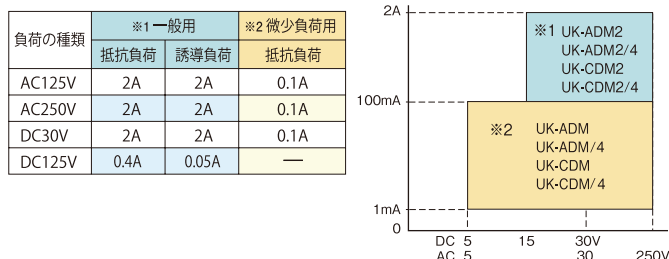 負荷の種類 ※1一般用 ※2 微少負荷用
抵抗負荷 誘導負荷 抵抗負荷
AC125V 2A 2A 0.1A
AC250V 2A 2A 0.1A
DC30V 2A 2A 0.1A
DC125V 0.4A 0.05A —
2A
※1 UK-ADM2
UK-ADM2/4
UK-CDM2
UK-CDM2/4
100mA
※2 UK-ADM
UK-ADM/4
UK-CDM
UK-CDM/4
1mA
0
DC 5 15 30V
AC 5 30 250V